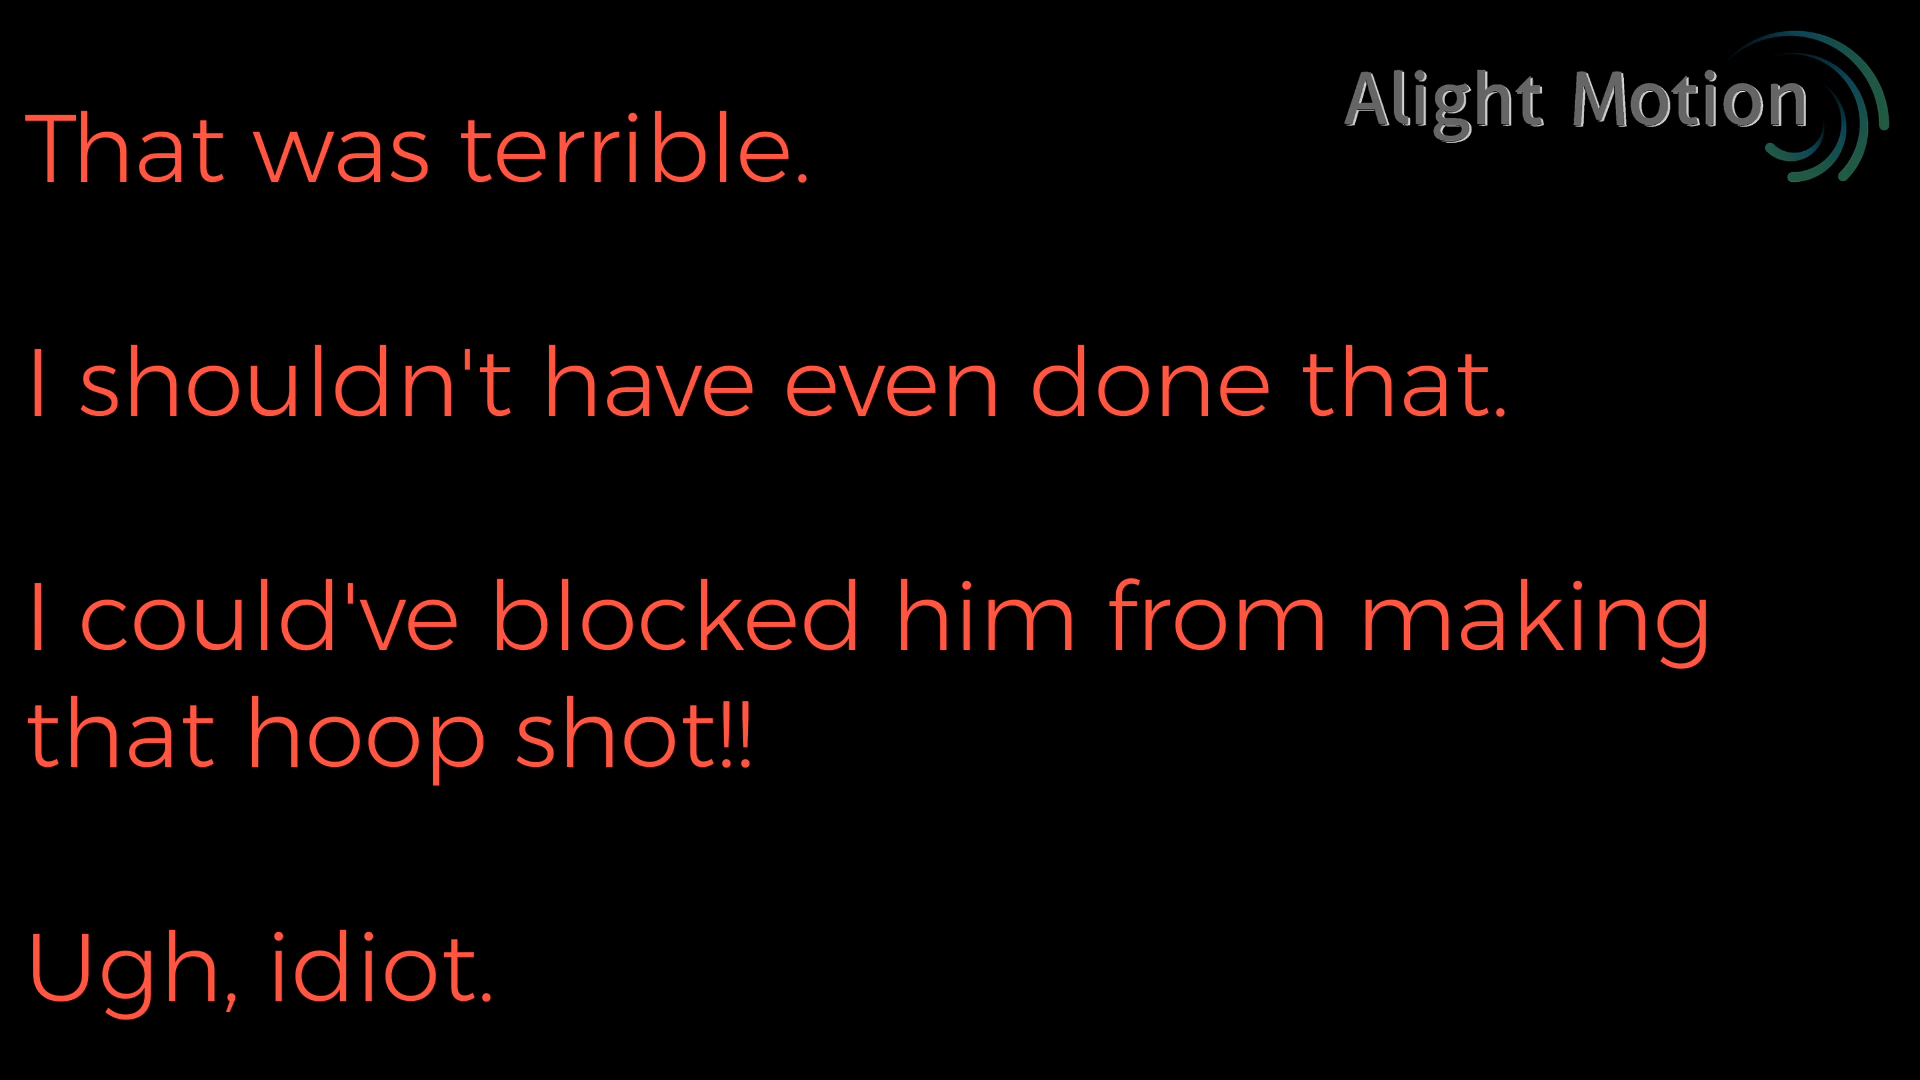 Alight Motion
That was terrible.
I shouldn't have even done that.
I could've blocked him from making
that hoop shot!!
Ugh, idiot.